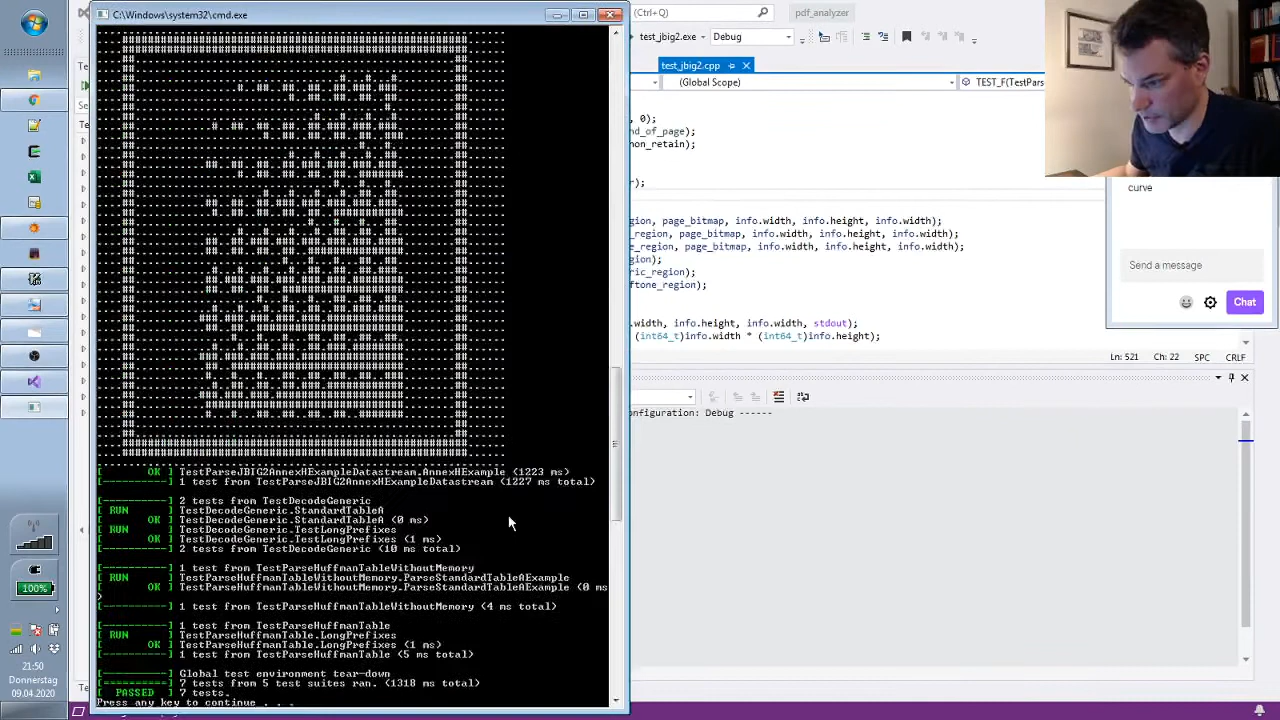 C:\Windows\system32\cmd.exe
(Ctrl+Q)
pdf_analyzer
test_jbig2.exe
Debug
test_jbig2.cpp
(Global Scope)
TEST_F(TestPars
, 0);
nd_of_page);
non_retain);
r);
curve
egion, page_bitmap, info.width, info.height, info.width);
_region, page_bitmap, info.width, info.height, info.width);
e_region, page_bitmap, info.width, info.height, info.width);
gion);
eric_region);
ftone_region);
Send a message
Chat
.width, info.height, info.width, stdout);
(int64_t)info.width * (int64_t)info.height);
Ln: 521 Ch: 22 SPC CRLF
onfiguration: Debug ------
[       OK ] TestParseJBIG2AnnexHExampleDatastream.AnnexHExample (1223 ms)
[----------] 1 test from TestParseJBIG2AnnexHExampleDatastream (1227 ms total)
[----------] 2 tests from TestDecodeGeneric
[ RUN      ] TestDecodeGeneric.StandardTableA
[       OK ] TestDecodeGeneric.StandardTableA (0 ms)
[ RUN      ] TestDecodeGeneric.TestLongPrefixes
[       OK ] TestDecodeGeneric.TestLongPrefixes (1 ms)
[----------] 2 tests from TestDecodeGeneric (10 ms total)
[----------] 1 test from TestParseHuffmanTableWithoutMemory
[ RUN      ] TestParseHuffmanTableWithoutMemory.ParseStandardTableAExample
[       OK ] TestParseHuffmanTableWithoutMemory.ParseStandardTableAExample (0 ms
)
[----------] 1 test from TestParseHuffmanTableWithoutMemory (4 ms total)
[----------] 1 test from TestParseHuffmanTable
[ RUN      ] TestParseHuffmanTable.LongPrefixes
[       OK ] TestParseHuffmanTable.LongPrefixes (1 ms)
[----------] 1 test from TestParseHuffmanTable (5 ms total)
[----------] Global test environment tear-down
[==========] 7 tests from 5 test suites ran. (1318 ms total)
[  PASSED  ] 7 tests.
Press any key to continue . . .
100%
21:50
Donnerstag
09.04.2020